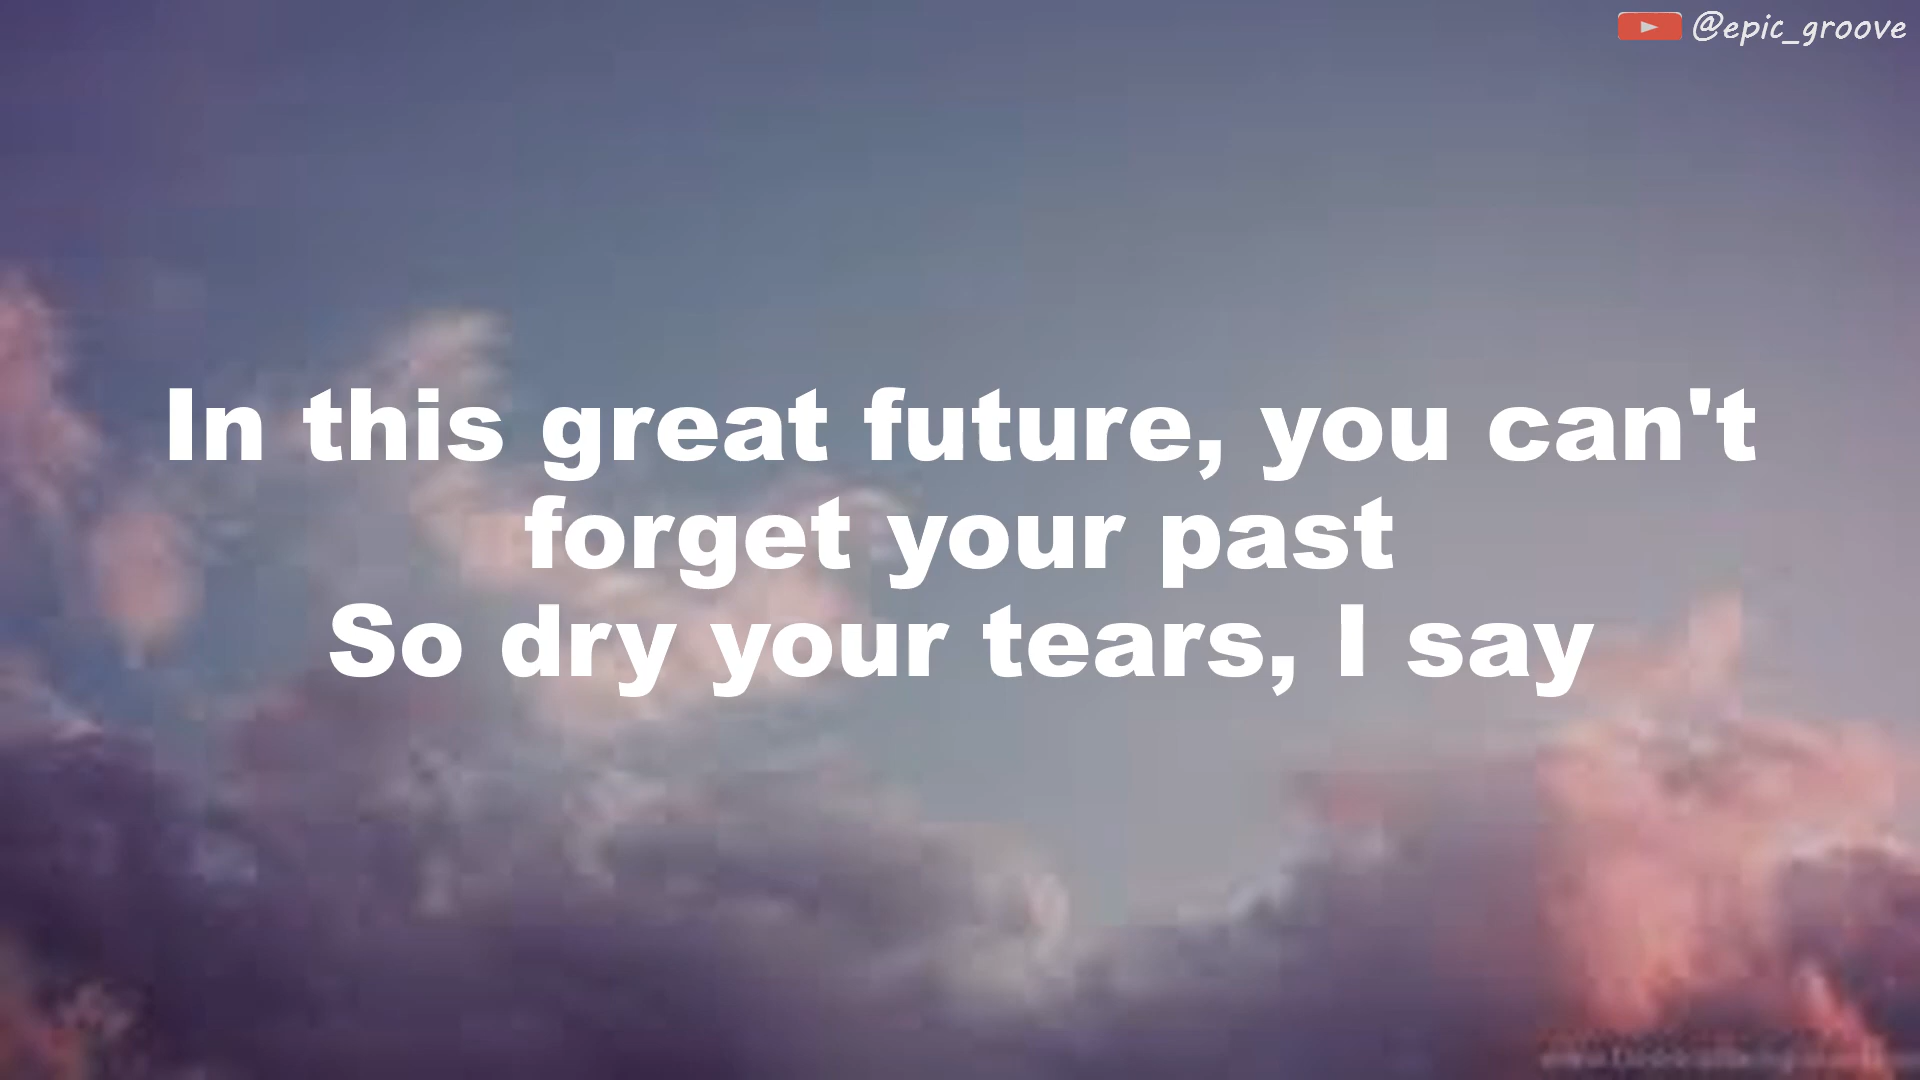 @epic_groove
In this great future, you can't
forget your past
So dry your tears, I say